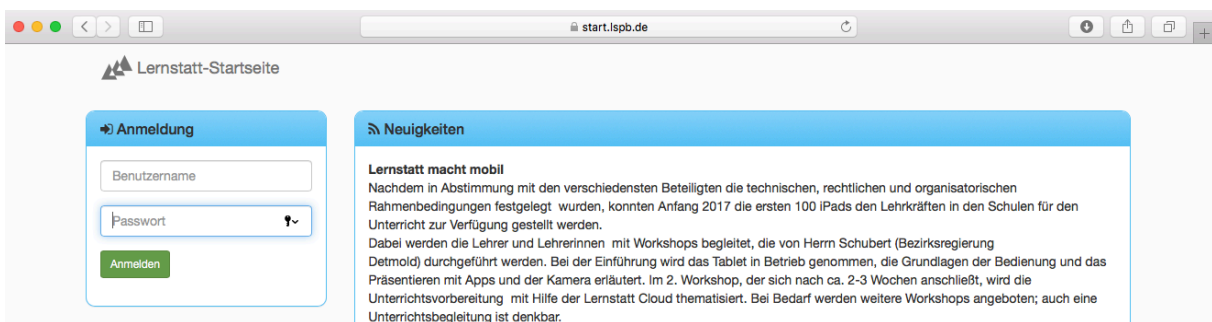 start.lspb.de
Lernstatt-Startseite
Anmeldung
Benutzername
Passwort
Anmelden
Neuigkeiten
Lernstatt macht mobil
Nachdem in Abstimmung mit den verschiedensten Beteiligten die technischen, rechtlichen und organisatorischen
Rahmenbedingungen festgelegt wurden, konnten Anfang 2017 die ersten 100 iPads den Lehrkräften in den Schulen für den
Unterricht zur Verfügung gestellt werden.
Dabei werden die Lehrer und Lehrerinnen mit Workshops begleitet, die von Herrn Schubert (Bezirksregierung
Detmold) durchgeführt werden. Bei der Einführung wird das Tablet in Betrieb genommen, die Grundlagen der Bedienung und das
Präsentieren mit Apps und der Kamera erläutert. Im 2. Workshop, der sich nach ca. 2-3 Wochen anschließt, wird die
Unterrichtsvorbereitung mit Hilfe der Lernstatt Cloud thematisiert. Bei Bedarf werden weitere Workshops angeboten; auch eine
Unterrichtsbegleitung ist denkbar.